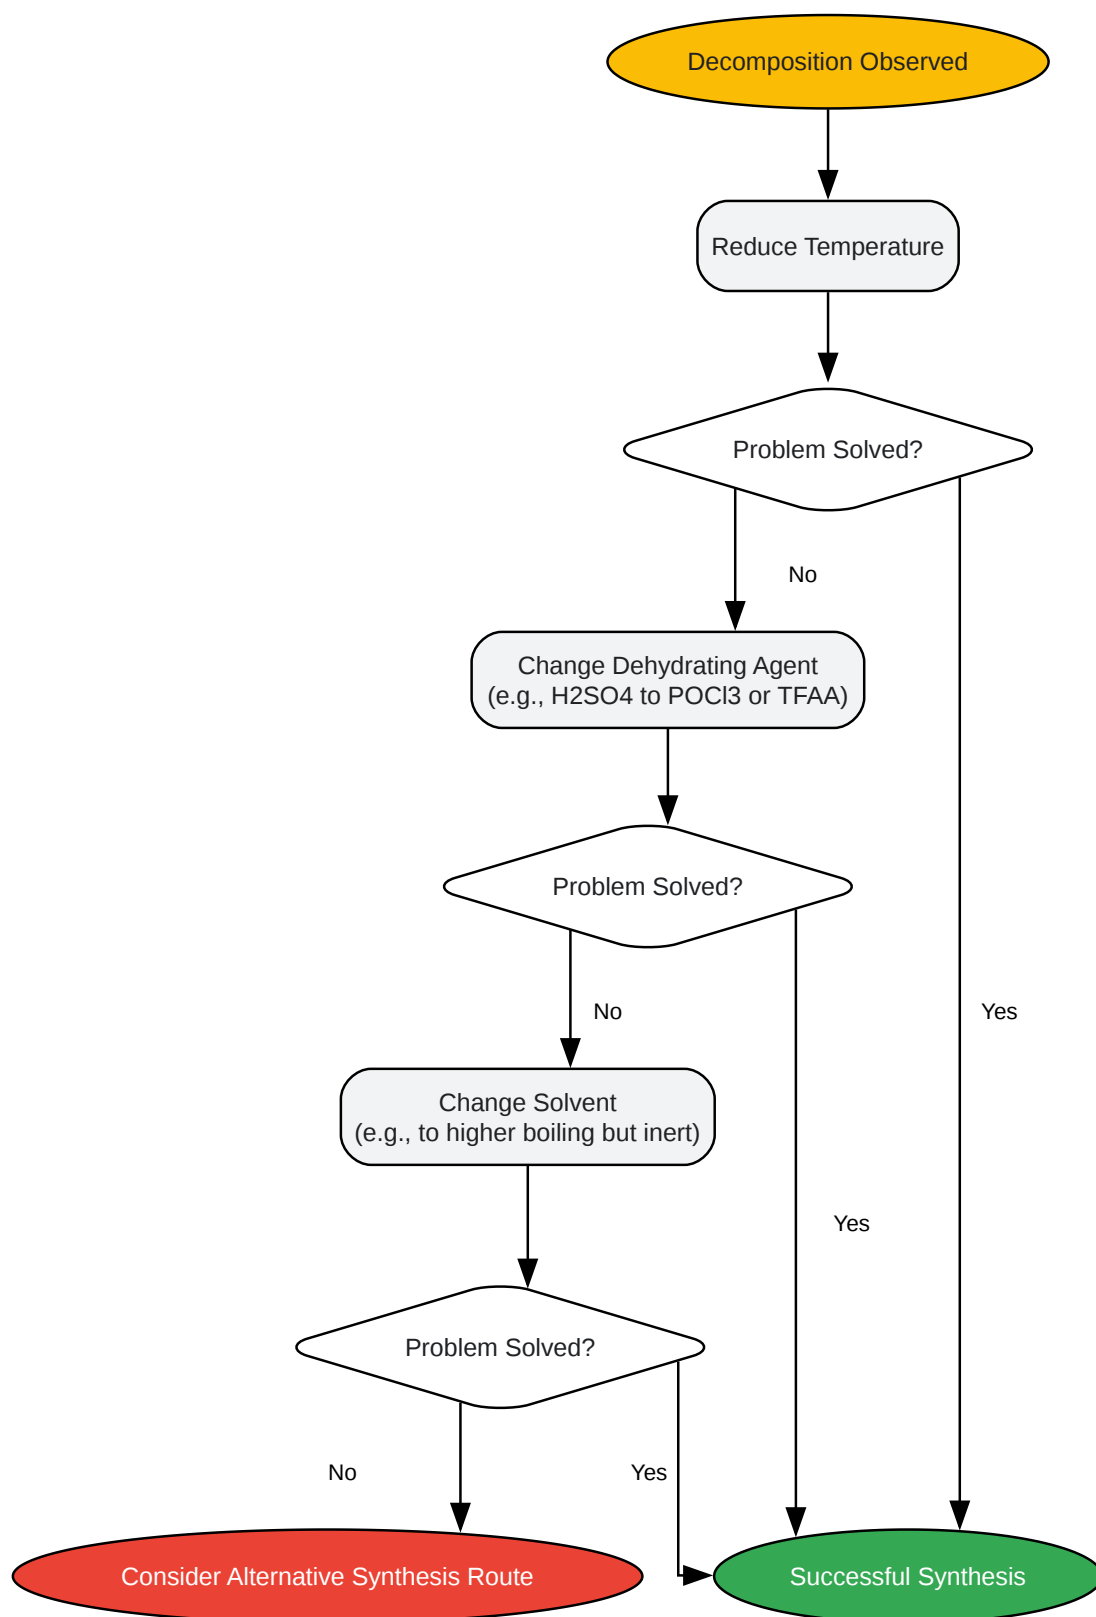 Decomposition Observed
Reduce Temperature
Problem Solved?
No
Change Dehydrating Agent
(e.g., H2SO4 to POCl3 or TFAA)
Problem Solved?
No
Yes
Change Solvent
(e.g., to higher boiling but inert)
Yes
Problem Solved?
No
Yes
Consider Alternative Synthesis Route
Successful Synthesis